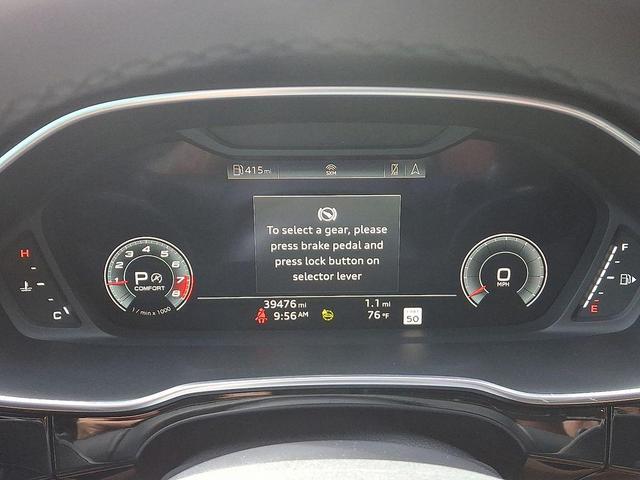 415 mi
SXM
To select a gear, please
press brake pedal and
press lock button on
selector lever
H
C
1 2 3 4 5 6 7 8
P
COMFORT
1 / min x 1000
0
MPH
F
E
39476 mi
1.1 mi
9:56 AM
76 °F
50